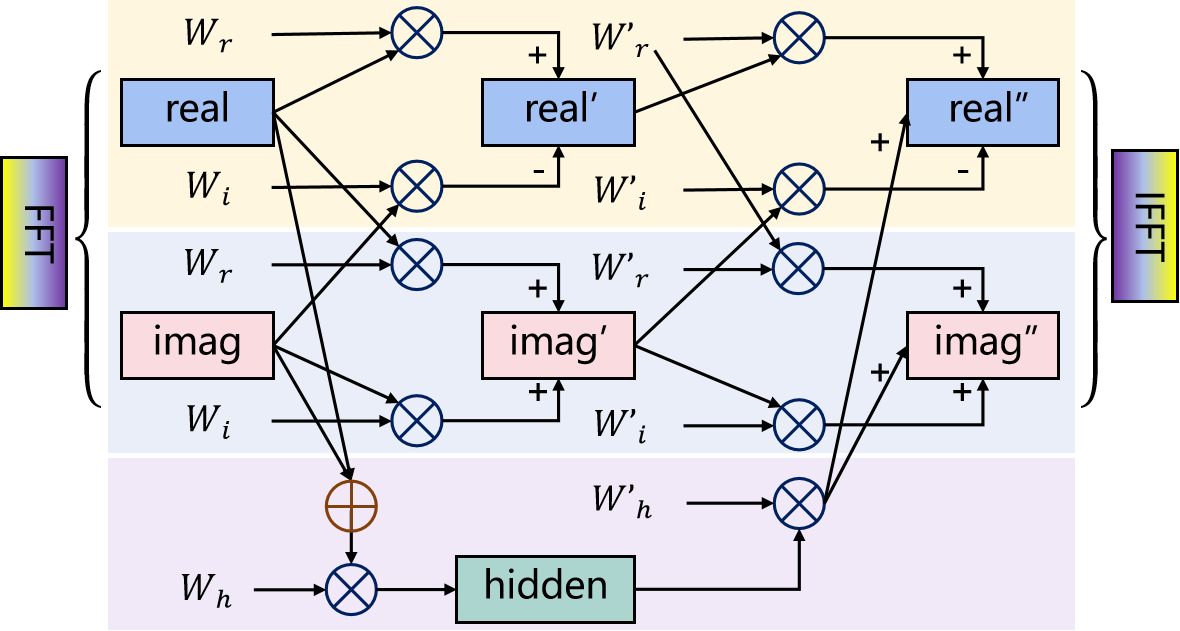 FFT
W_r
real
W_i
+
real′
-
W'_r
W'_i
+
real″
+
-
W_r
imag
W_i
+
imag′
+
W'_r
W'_i
+
imag″
+
+
W_h
hidden
W'_h
IFFT